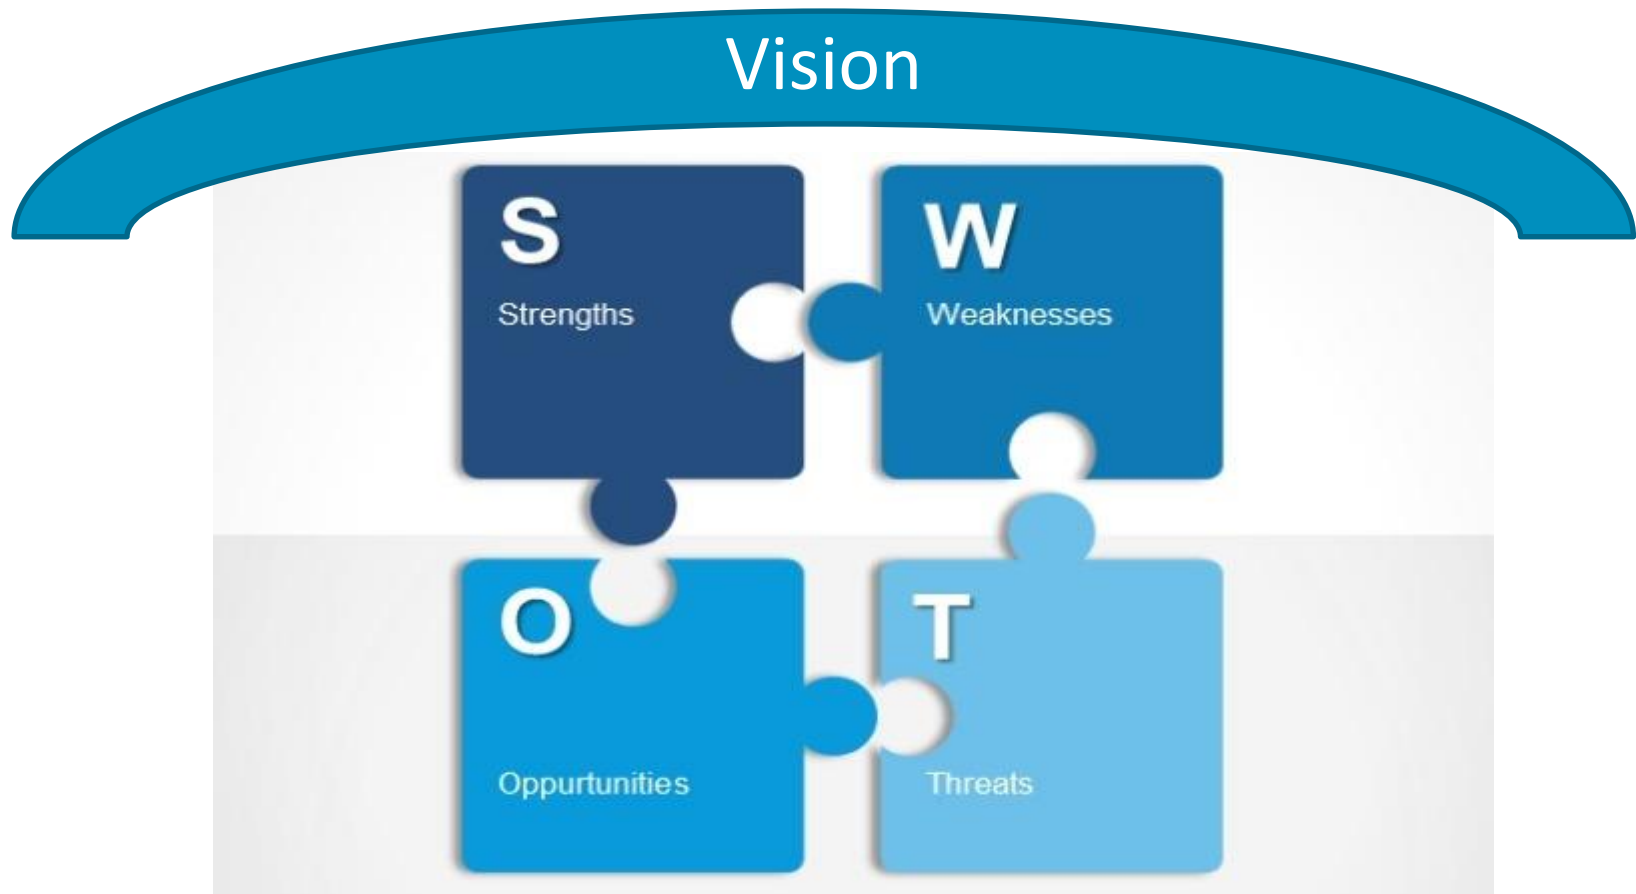 Vision
S
Strengths
W
Weaknesses
O
Oppurtunities
T
Threats